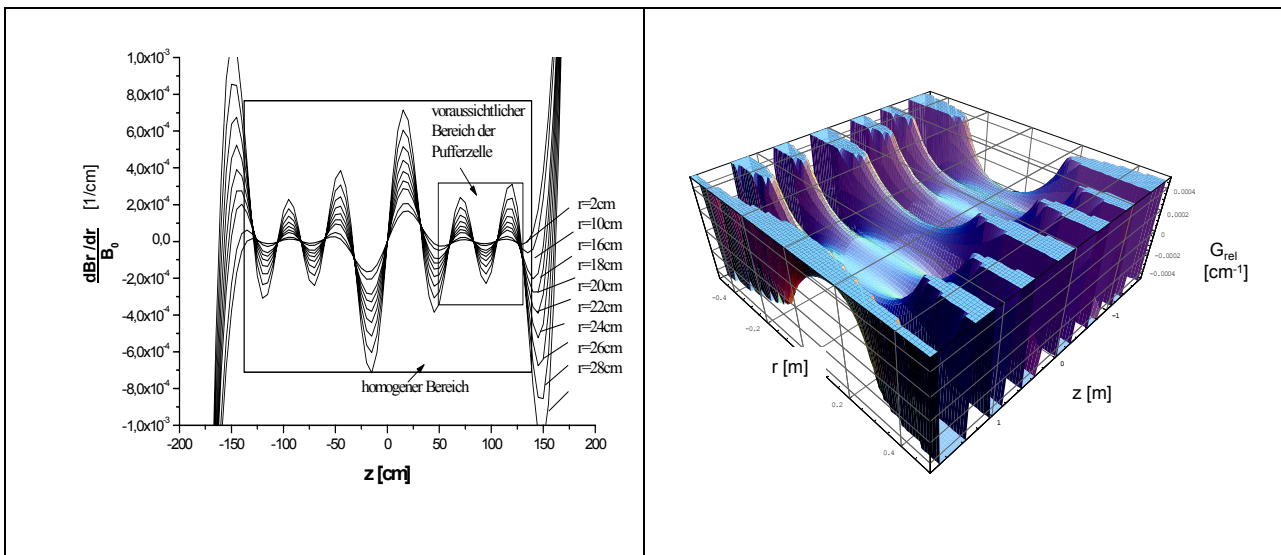 1,0x10⁻³
8,0x10⁻⁴
6,0x10⁻⁴
4,0x10⁻⁴
2,0x10⁻⁴
0,0
-2,0x10⁻⁴
-4,0x10⁻⁴
-6,0x10⁻⁴
-8,0x10⁻⁴
-1,0x10⁻³
dBr/dr
B₀
[1/cm]
voraussichtlicher
Bereich der
Pufferzelle
r=2cm
r=10cm
r=16cm
r=18cm
r=20cm
r=22cm
r=24cm
r=26cm
r=28cm
homogener Bereich
-200 -150 -100 -50 0 50 100 150 200
z [cm]
0.0004
0.0002
0
-0.0002
-0.0004
G_rel
[cm⁻¹]
-0.4
-0.2
0.2
0.4
r [m]
-1
0
1
z [m]